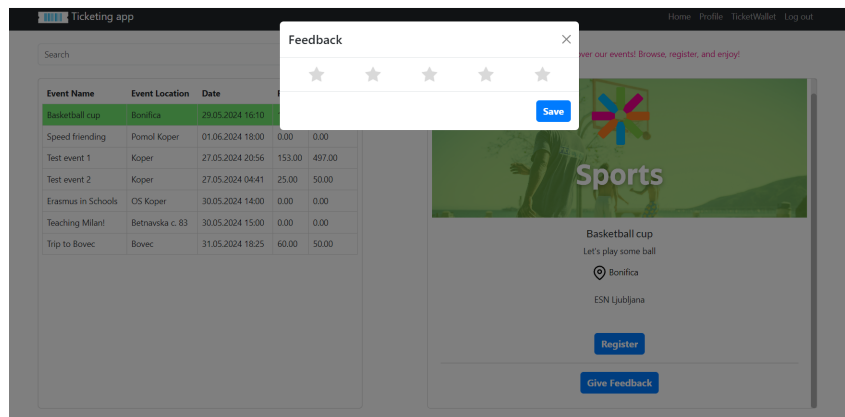 Ticketing app
Home Profile TicketWallet Log out
Feedback
Search
ver our events! Browse, register, and enjoy!
Save
Event Name Event Location Date
Basketball cup Bonifica 29.05.2024 16:10
Speed friending Pomol Koper 01.06.2024 18:00 0.00 0.00
Test event 1 Koper 27.05.2024 20:56 153.00 497.00
Test event 2 Koper 27.05.2024 04:41 25.00 50.00
Erasmus in Schools OS Koper 30.05.2024 14:00 0.00 0.00
Teaching Milan! Betnavska c. 83 30.05.2024 15:00 0.00 0.00
Trip to Bovec Bovec 31.05.2024 18:25 60.00 50.00
Sports
Basketball cup
Let's play some ball
Bonifica
ESN Ljubljana
Register
Give Feedback